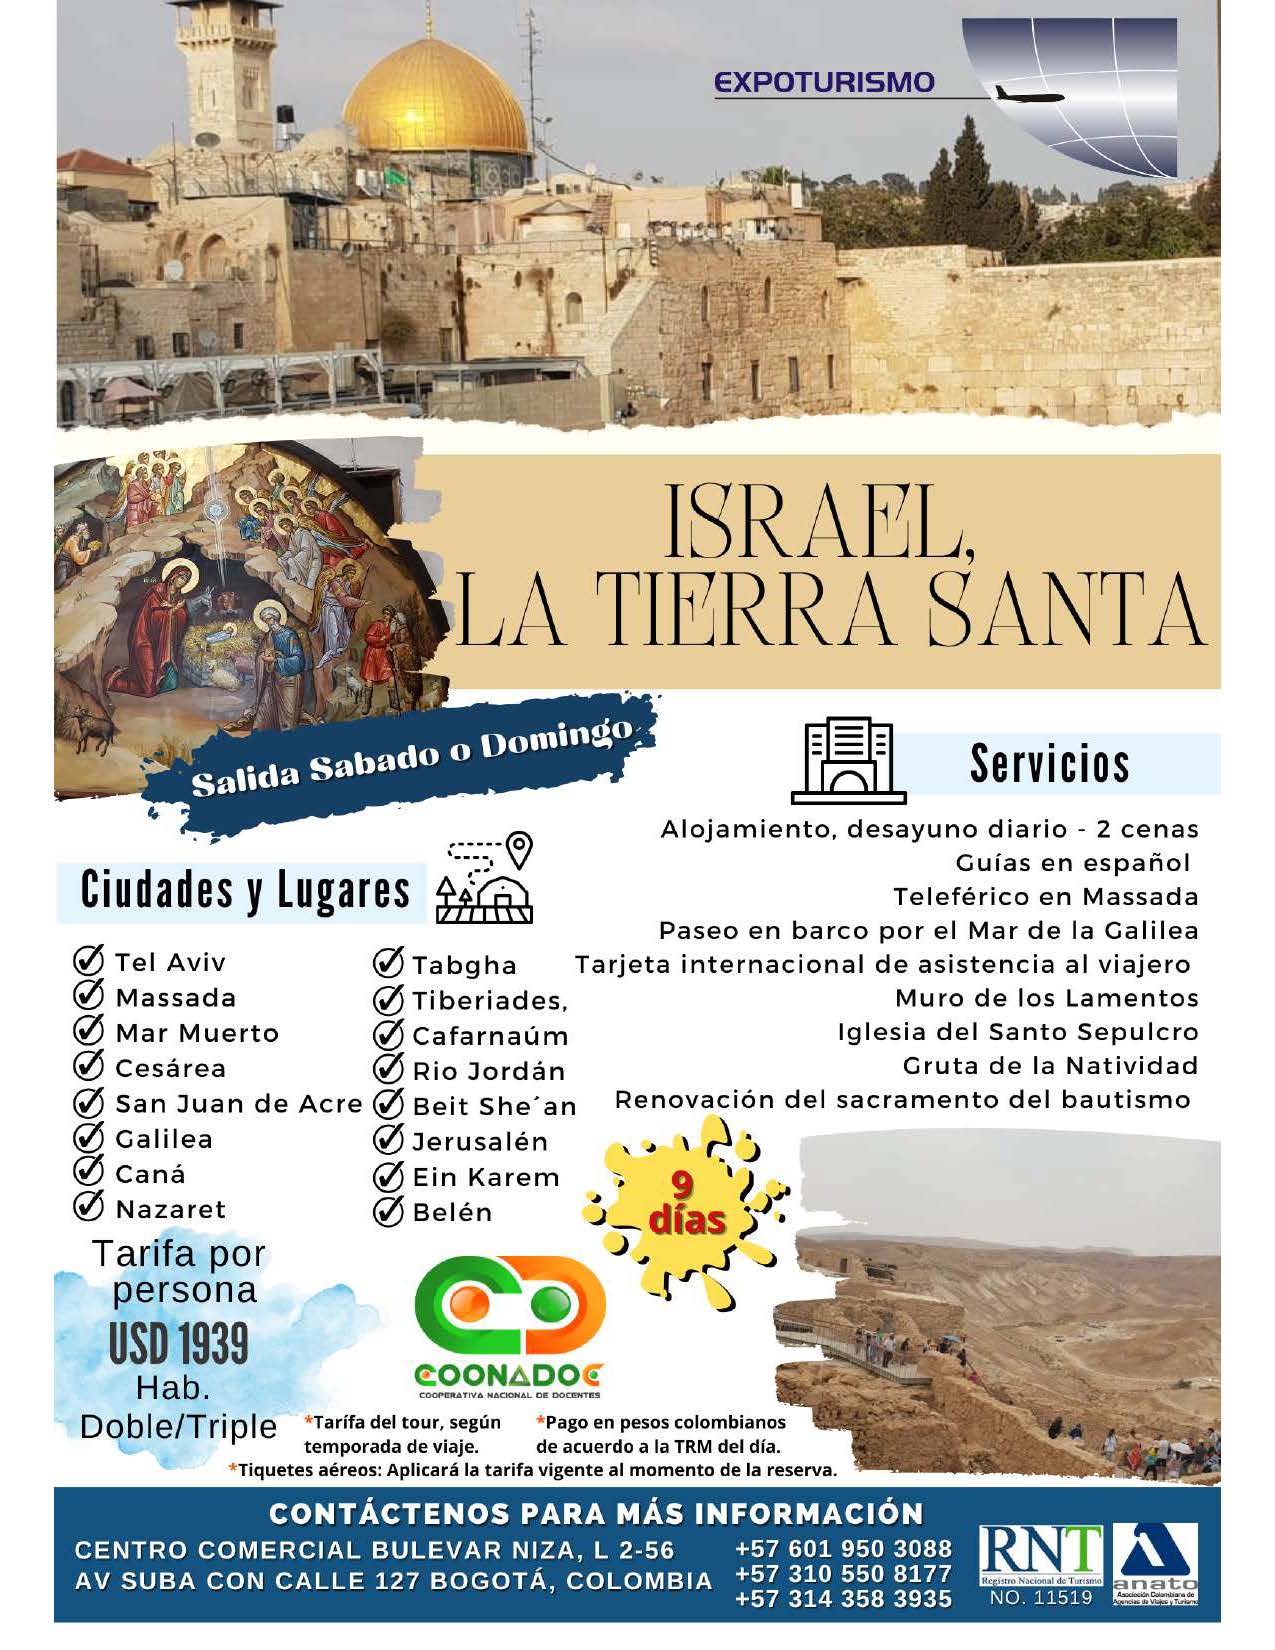 EXPOTURISMO
ISRAEL,
LA TIERRA SANTA
Salida Sabado o Domingo
Servicios
Alojamiento, desayuno diario - 2 cenas
Guías en español
Teleférico en Massada
Paseo en barco por el Mar de la Galilea
Tarjeta internacional de asistencia al viajero
Muro de los Lamentos
Iglesia del Santo Sepulcro
Gruta de la Natividad
Renovación del sacramento del bautismo
Ciudades y Lugares
Tel Aviv
Massada
Mar Muerto
Cesárea
San Juan de Acre
Galilea
Caná
Nazaret
Tabgha
Tiberiades,
Cafarnaúm
Rio Jordán
Beit She´an
Jerusalén
Ein Karem
Belén
9
días
Tarifa por
persona
USD 1939
Hab.
Doble/Triple
COONADOC
COOPERATIVA NACIONAL DE DOCENTES
*Tarífa del tour, según
temporada de viaje.
*Pago en pesos colombianos
de acuerdo a la TRM del día.
*Tiquetes aéreos: Aplicará la tarifa vigente al momento de la reserva.
CONTÁCTENOS PARA MÁS INFORMACIÓN
CENTRO COMERCIAL BULEVAR NIZA, L 2-56
AV SUBA CON CALLE 127 BOGOTÁ, COLOMBIA
+57 601 950 3088
+57 310 550 8177
+57 314 358 3935
RNT
Registro Nacional de Turismo
NO. 11519
anato
Asociación Colombiana de
Agencias de Viajes y Turismo